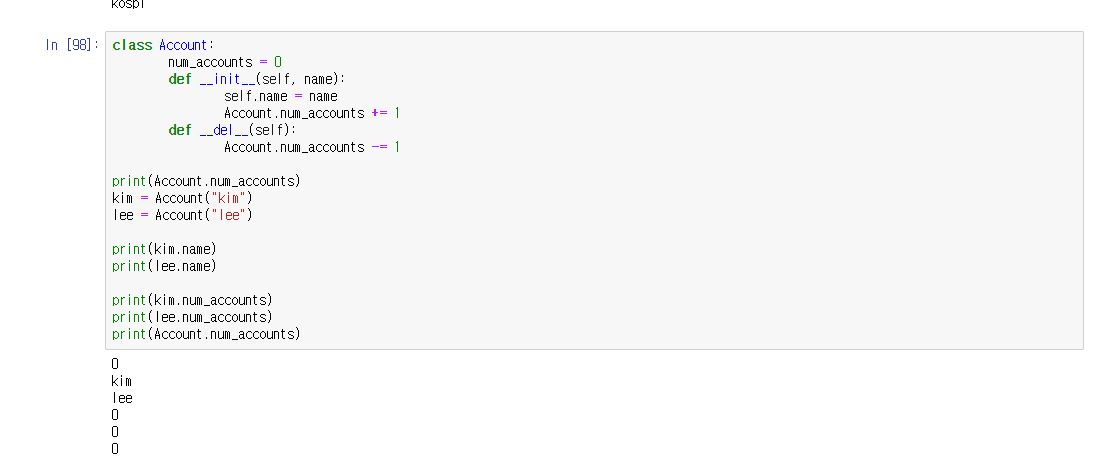 kospi
In [98]:
class Account:
num_accounts = 0
def __init__(self, name):
self.name = name
Account.num_accounts += 1
def __del__(self):
Account.num_accounts -= 1
print(Account.num_accounts)
kim = Account("kim")
lee = Account("lee")
print(kim.name)
print(lee.name)
print(kim.num_accounts)
print(lee.num_accounts)
print(Account.num_accounts)
0
kim
lee
0
0
0